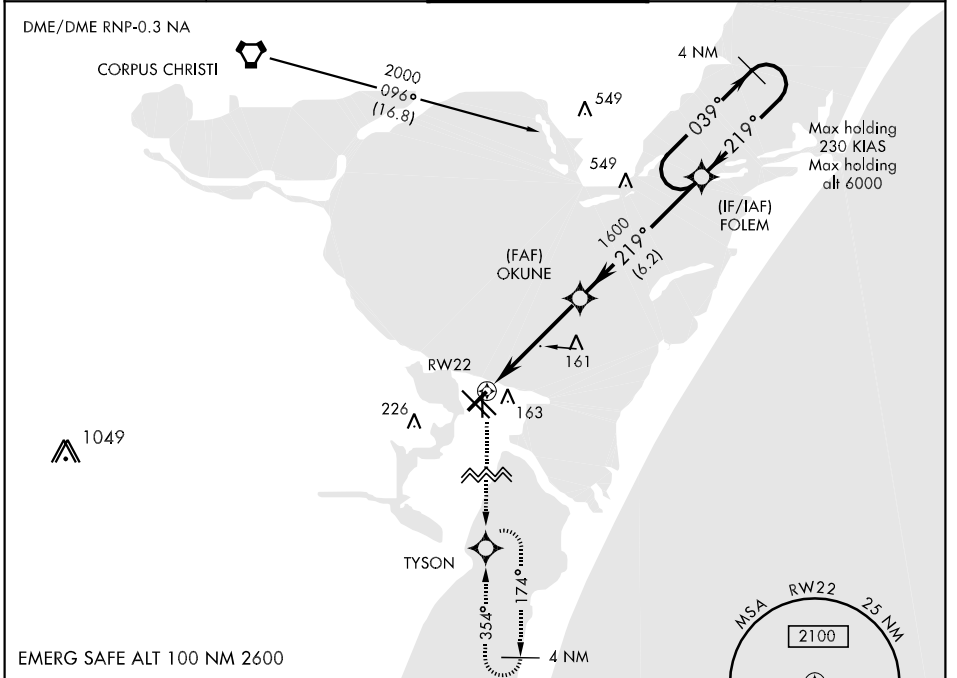 DME/DME RNP-0.3 NA
CORPUS CHRISTI
2000
096°
(16.8)
549
549
4 NM
039°
219°
Max holding
230 KIAS
Max holding
alt 6000
(IF/IAF)
FOLEM
1600
219°
(6.2)
(FAF)
OKUNE
161
RW22
163
226
1049
TYSON
354°
174°
4 NM
EMERG SAFE ALT 100 NM 2600
MSA RW22 25 NM
2100